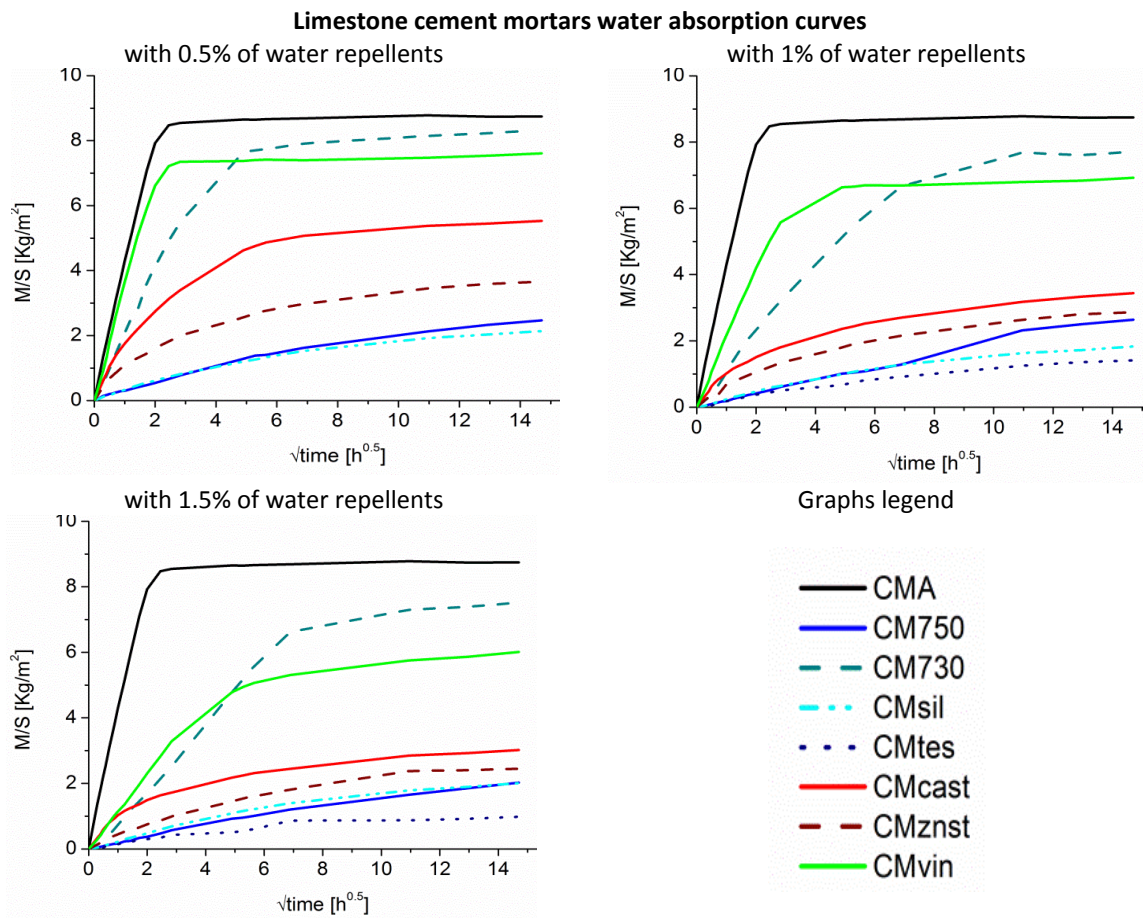 Limestone cement mortars water absorption curves
with 0.5% of water repellents
with 1% of water repellents
10
8
6
4
2
0
M/S [Kg/m²]
0 2 4 6 8 10 12 14
√time [h^0.5]
10
8
6
4
2
0
M/S [Kg/m²]
0 2 4 6 8 10 12 14
√time [h^0.5]
with 1.5% of water repellents
Graphs legend
10
8
6
4
2
0
M/S [Kg/m²]
0 2 4 6 8 10 12 14
√time [h^0.5]
CMA
CM750
CM730
CMsil
CMtes
CMcast
CMznst
CMvin